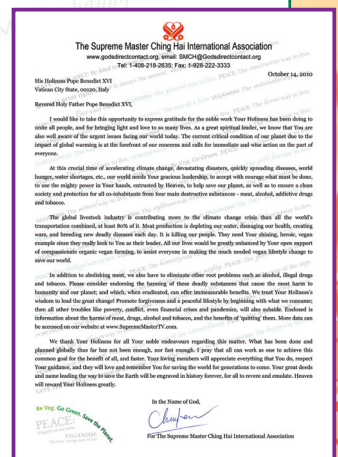 The Supreme Master Ching Hai International Association
www.godsdirectcontact.org, email: SMCH@Godsdirectcontact.org
Tel: 1-408-218-2635; Fax: 1-928-222-3333
October 14, 2010
His Holiness Pope Benedict XVI
Vatican City State, 00120, Italy
Revered Holy Father Pope Benedict XVI,
I would like to take this opportunity to express gratitude for the noble work Your Holiness has been doing to
unite all people, and for bringing light and love to so many lives. As a great spiritual leader, we know that You are
also well aware of the urgent issues facing our world today. The current critical condition of our planet due to the
impact of global warming is at the forefront of our concerns and calls for immediate and wise action on the part of
everyone.
At this crucial time of accelerating climate change, devastating disasters, quickly spreading diseases, world
hunger, water shortages, etc., our world needs Your gracious leadership, to accept with courage what must be done,
to use the mighty power in Your hands, entrusted by Heaven, to help save our planet, as well as to ensure a clean
society and protection for all co-inhabitants from four main destructive substances - meat, alcohol, addictive drugs
and tobacco.
The global livestock industry is contributing more to the climate change crisis than all the world's
transportation combined, at least 80% of it. Meat production is depleting our water, damaging our health, creating
wars, and breeding new deadly diseases each day. It is killing our people. They need Your shining, heroic, vegan
example since they really look to You as their leader. All our lives would be greatly enhanced by Your open support
of compassionate organic vegan farming, to assist everyone in making the much needed vegan lifestyle change to
save our world.
In addition to abolishing meat, we also have to eliminate other root problems such as alcohol, illegal drugs
and tobacco. Please consider endorsing the banning of these deadly substances that cause the most harm to
humanity and our planet; and which, when eradicated, can offer immeasurable benefits. We trust Your Holiness's
wisdom to lead the great change! Promote forgiveness and a peaceful lifestyle by beginning with what we consume;
then all other troubles like poverty, conflict, even financial crises and pandemics, will also subside. Enclosed is
information about the harms of meat, drugs, alcohol and tobacco, and the benefits of 'quitting' them. More data can
be accessed on our website at www.SupremeMasterTV.com.
We thank Your Holiness for all Your noble endeavours regarding this matter. What has been done and
planned globally thus far has not been enough, nor fast enough. I pray that all work as one to achieve this
common goal for the benefit of all, and faster. Your loving members will appreciate everything that You do, respect
Your guidance, and they will love and remember You for saving the world for generations to come. Your great deeds
and name leading the way to save the Earth will be engraved in history forever, for all to revere and emulate. Heaven
will reward Your Holiness greatly.
In the Name of God,
Be Veg. Go Green. Save the Planet.
PEACE:
VEGANISM:
For The Supreme Master Ching Hai International Association